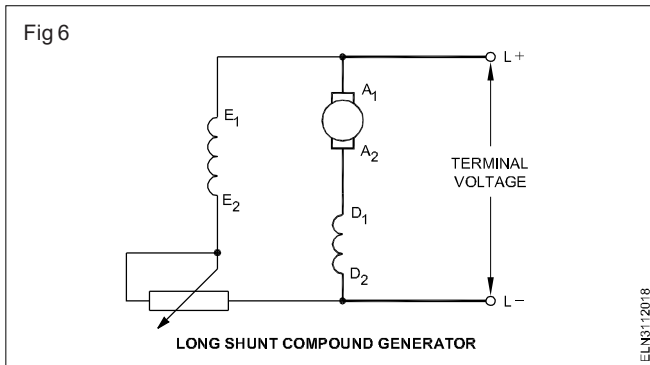 Fig 6
L+
A1
E1
A2
TERMINAL
VOLTAGE
E2
D1
D2
L−
LONG SHUNT COMPOUND GENERATOR
ELN3112018